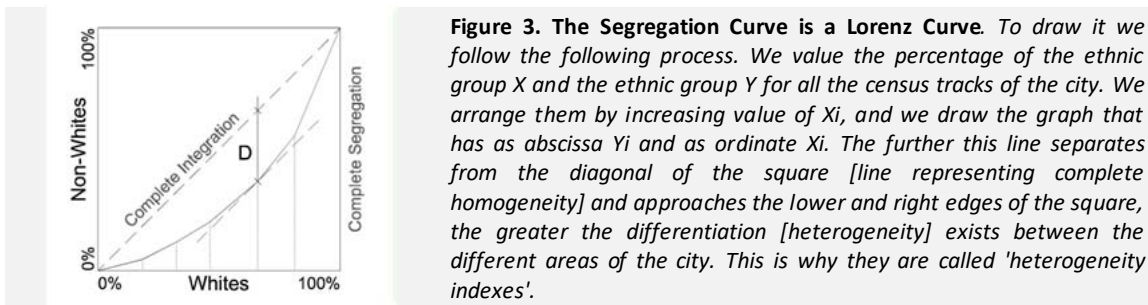 100%
Non-Whites
0%
Complete Integration
D
Complete Segregation
0%
Whites
100%
Figure 3. The Segregation Curve is a Lorenz Curve. To draw it we
follow the following process. We value the percentage of the ethnic
group X and the ethnic group Y for all the census tracks of the city. We
arrange them by increasing value of Xi, and we draw the graph that
has as abscissa Yi and as ordinate Xi. The further this line separates
from the diagonal of the square [line representing complete
homogeneity] and approaches the lower and right edges of the square,
the greater the differentiation [heterogeneity] exists between the
different areas of the city. This is why they are called 'heterogeneity
indexes'.